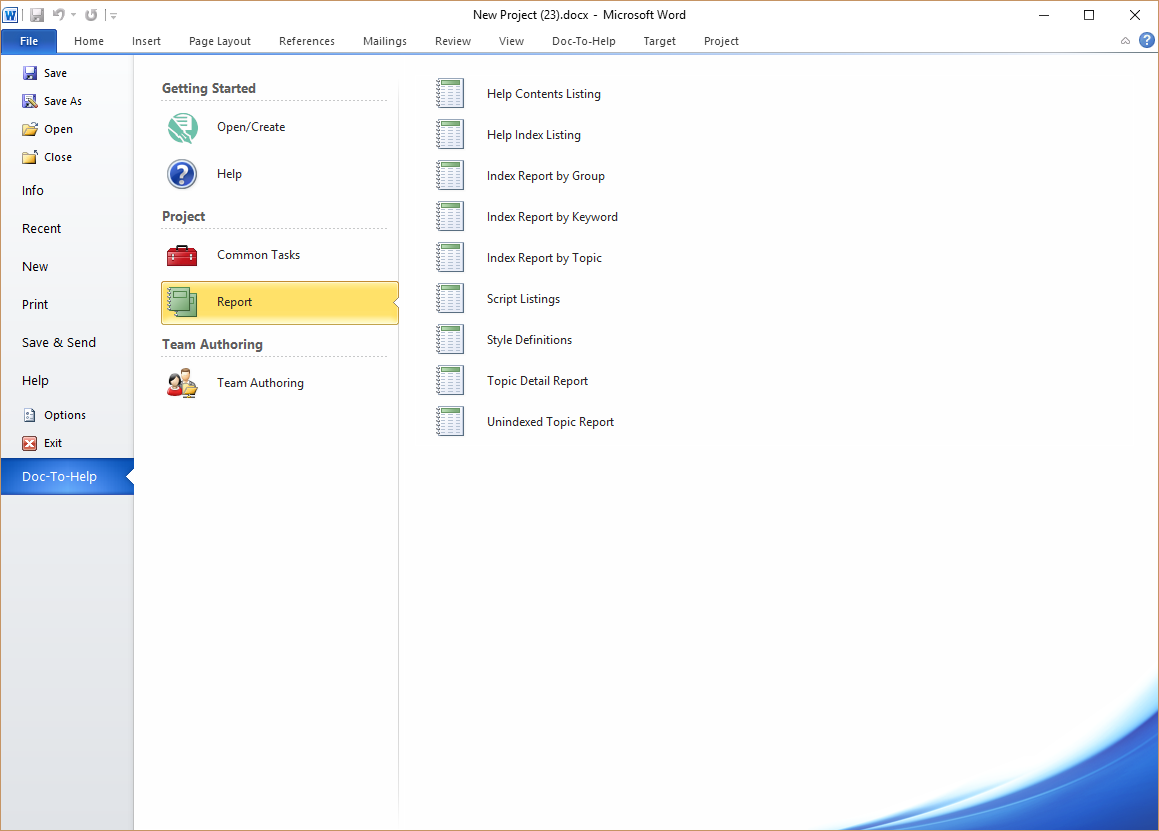 New Project (23).docx - Microsoft Word
File Home Insert Page Layout References Mailings Review View Doc-To-Help Target Project
Save
Save As
Open
Close
Info
Recent
New
Print
Save & Send
Help
Options
Exit
Doc-To-Help
Getting Started
Open/Create
Help
Project
Common Tasks
Report
Team Authoring
Team Authoring
Help Contents Listing
Help Index Listing
Index Report by Group
Index Report by Keyword
Index Report by Topic
Script Listings
Style Definitions
Topic Detail Report
Unindexed Topic Report